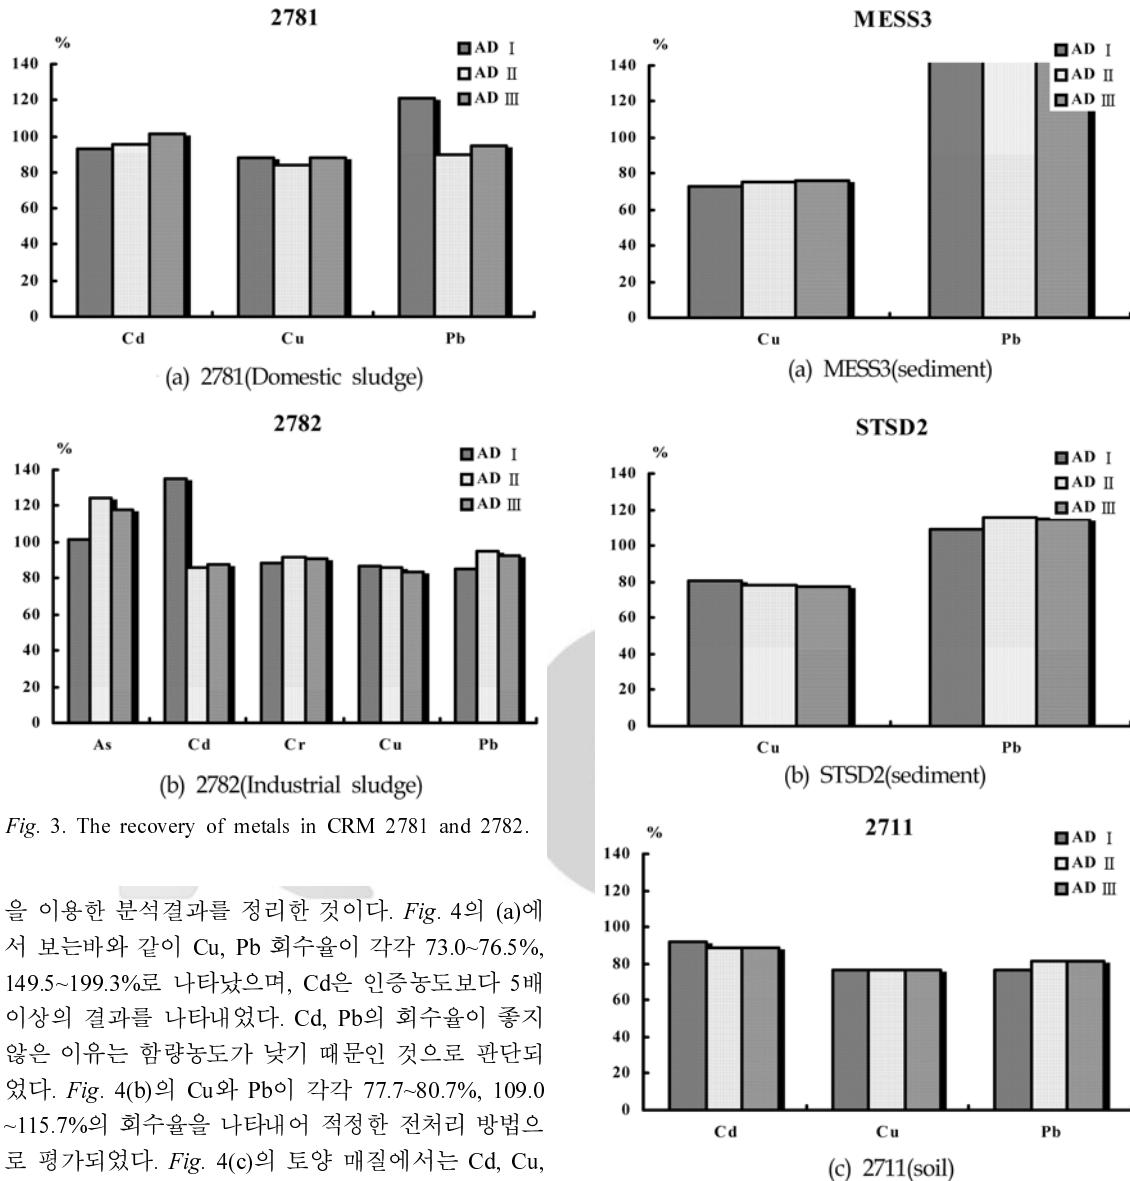 2781
%
AD Ⅰ
AD Ⅱ
AD Ⅲ
140
120
100
80
60
40
20
0
Cd Cu Pb
(a) 2781(Domestic sludge)
2782
%
AD Ⅰ
AD Ⅱ
AD Ⅲ
140
120
100
80
60
40
20
0
As Cd Cr Cu Pb
(b) 2782(Industrial sludge)
Fig. 3. The recovery of metals in CRM 2781 and 2782.
을 이용한 분석결과를 정리한 것이다. Fig. 4의 (a)에
서 보는바와 같이 Cu, Pb 회수율이 각각 73.0~76.5%,
149.5~199.3%로 나타났으며, Cd은 인증농도보다 5배
이상의 결과를 나타내었다. Cd, Pb의 회수율이 좋지
않은 이유는 함량농도가 낮기 때문인 것으로 판단되
었다. Fig. 4(b)의 Cu와 Pb이 각각 77.7~80.7%, 109.0
~115.7%의 회수율을 나타내어 적정한 전처리 방법으
로 평가되었다. Fig. 4(c)의 토양 매질에서는 Cd, Cu,
MESS3
%
AD Ⅰ
AD Ⅱ
AD Ⅲ
140
120
100
80
60
40
20
0
Cu Pb
(a) MESS3(sediment)
STSD2
%
AD Ⅰ
AD Ⅱ
AD Ⅲ
140
120
100
80
60
40
20
0
Cu Pb
(b) STSD2(sediment)
2711
%
AD Ⅰ
AD Ⅱ
AD Ⅲ
140
120
100
80
60
40
20
0
Cd Cu Pb
(c) 2711(soil)